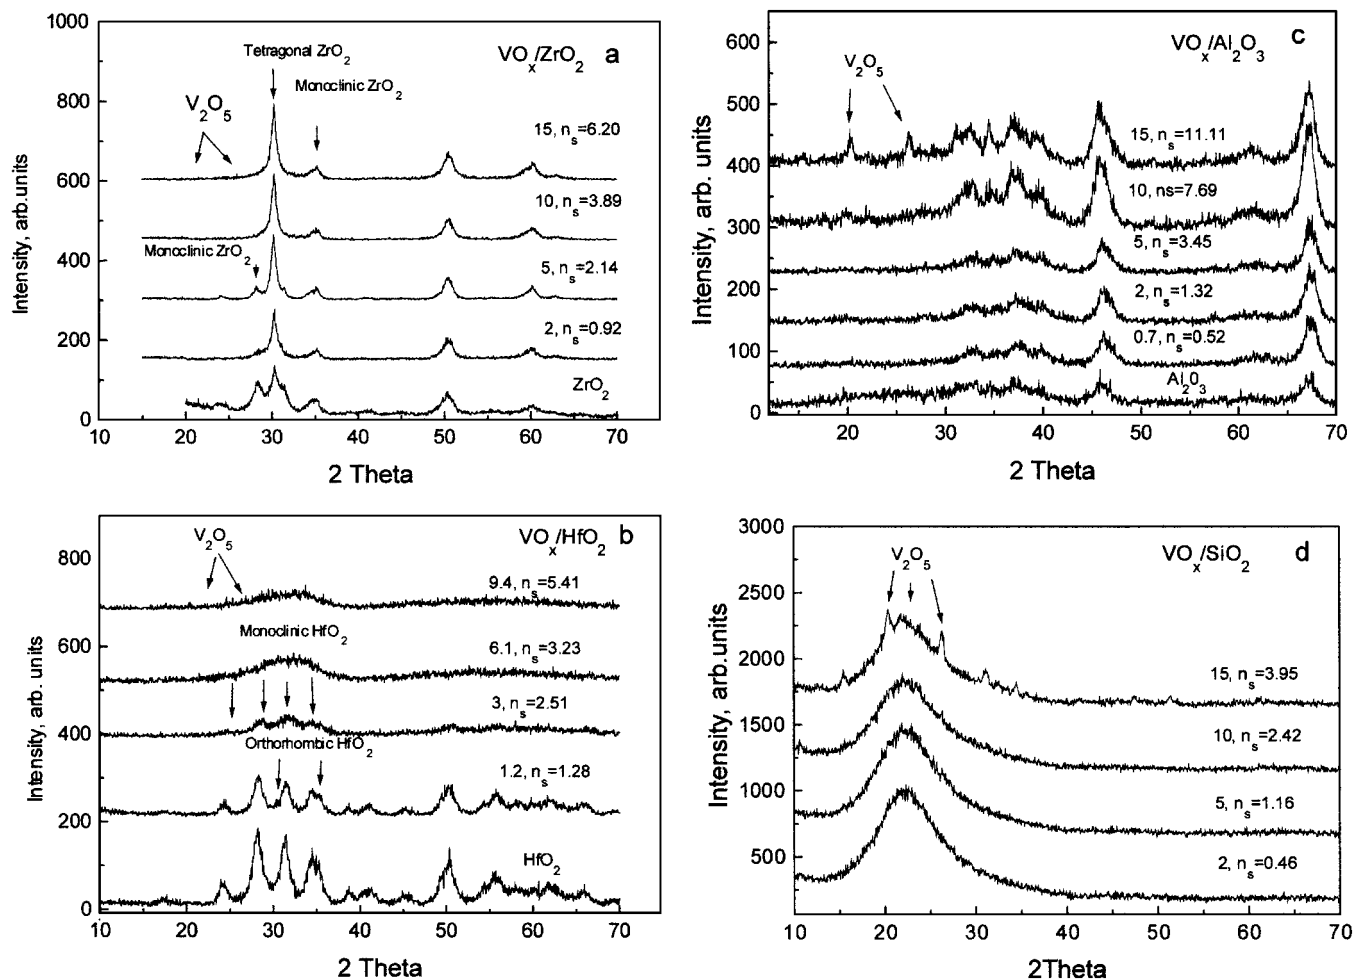 VOx/ZrO2 a
Tetragonal ZrO2
Monoclinic ZrO2
V2O5
15, ns=6.20
10, ns=3.89
Monoclinic ZrO2
5, ns=2.14
2, ns=0.92
ZrO2
Intensity, arb.units
1000
800
600
400
200
0
10 20 30 40 50 60 70
2 Theta
VOx/Al2O3 c
V2O5
15, ns=11.11
10, ns=7.69
5, ns=3.45
2, ns=1.32
0.7, ns=0.52
Al203
Intensity, arb. units
600
500
400
300
200
100
0
20 30 40 50 60 70
2 Theta
VOx/HfO2 b
V2O5
9.4, ns=5.41
Monoclinic HfO2
6.1, ns=3.23
3, ns=2.51
Orthorhombic HfO2
1.2, ns=1.28
HfO2
Intensity, arb. units
800
600
400
200
0
10 20 30 40 50 60 70
2 Theta
VOx/SiO2 d
V2O5
15, ns=3.95
10, ns=2.42
5, ns=1.16
2, ns=0.46
Intensity, arb.units
3000
2500
2000
1750
1500
1250
1000
750
500
10 20 30 40 50 60 70
2Theta